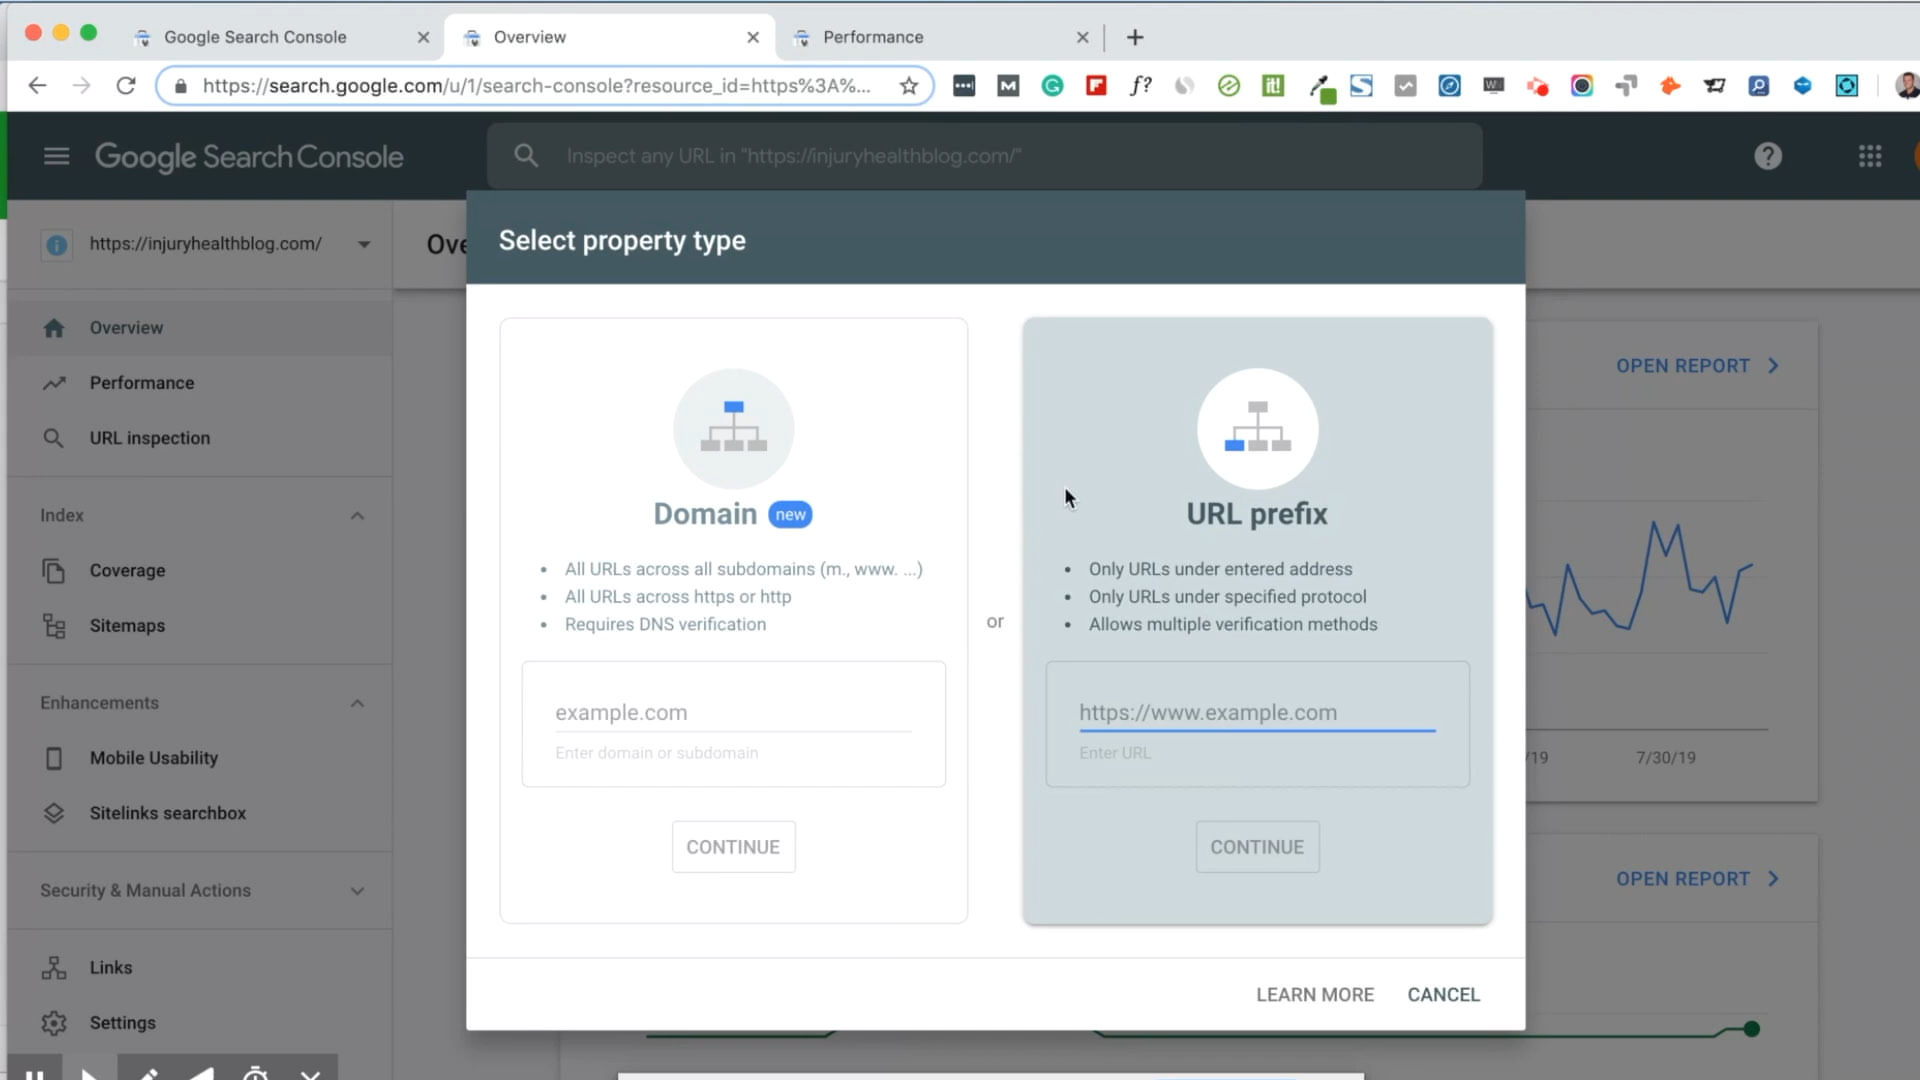 Google Search Console
Overview
Performance
https://search.google.com/u/1/search-console?resource_id=https%3A%...
Google Search Console
Inspect any URL in "https://injuryhealthblog.com/"
https://injuryhealthblog.com/
Ove
Select property type
Overview
Performance
URL inspection
Index
Coverage
Sitemaps
Enhancements
Mobile Usability
Sitelinks searchbox
Security & Manual Actions
Links
Settings
Domain new
All URLs across all subdomains (m., www. ...)
All URLs across https or http
Requires DNS verification
example.com
Enter domain or subdomain
CONTINUE
or
URL prefix
Only URLs under entered address
Only URLs under specified protocol
Allows multiple verification methods
https://www.example.com
Enter URL
CONTINUE
LEARN MORE
CANCEL
OPEN REPORT
/19
7/30/19
OPEN REPORT